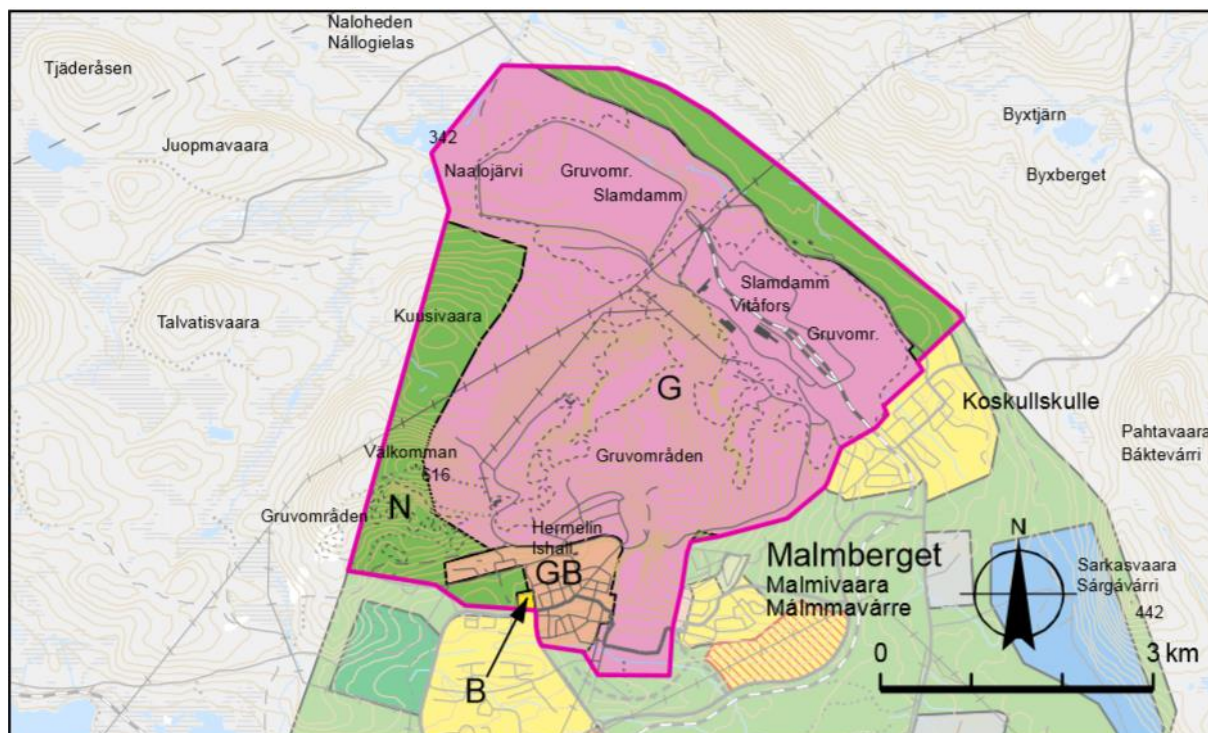 Naloheden
Nállogielas
Tjäderåsen
Byxtjärn
342
Juopmavaara
Naalojärvi
Gruvomr.
Slamdamm
Byxberget
Slamdamm
Vitåfors
Kuusivaara
Talvatisvaara
Gruvomr.
G
Koskullskulle
Pahtavaara
Báktevárri
Välkomman
616
Gruvområden
N
Gruvområden
Hermelin
Ishall.
GB
Malmberget
Malmivaara
Málmmavárre
N
Sarkasvaara
Sárgávárri
442
B
0
3 km